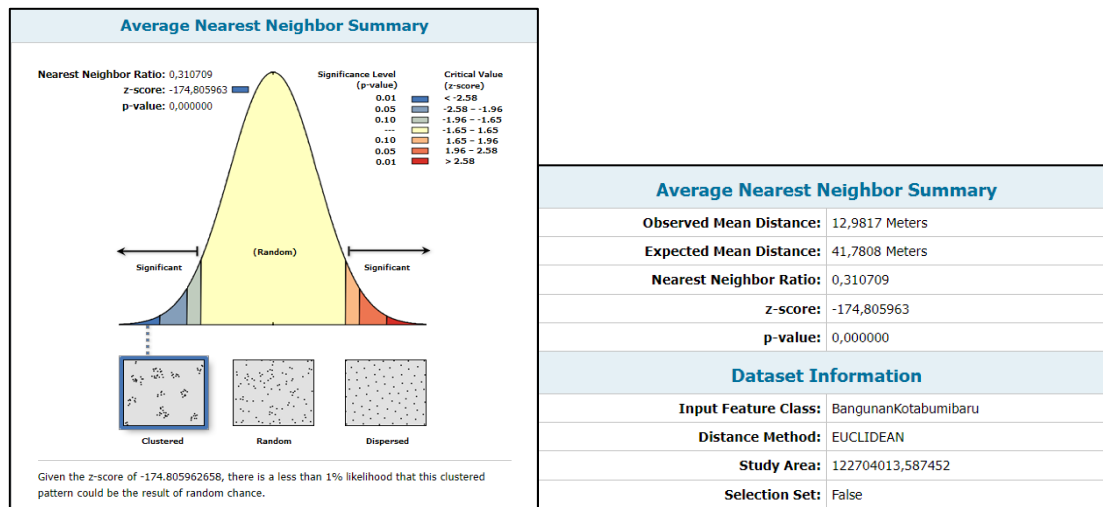 Average Nearest Neighbor Summary
Nearest Neighbor Ratio: 0,310709
z-score: -174,805963
p-value: 0,000000
Significance Level (p-value) Critical Value (z-score)
0.01 < -2.58
0.05 -2.58 – -1.96
0.10 -1.96 – -1.65
--- -1.65 – 1.65
0.10 1.65 – 1.96
0.05 1.96 – 2.58
0.01 > 2.58
(Random)
Significant Significant
Clustered Random Dispersed
Given the z-score of -174.805962658, there is a less than 1% likelihood that this clustered
pattern could be the result of random chance.
Average Nearest Neighbor Summary
Observed Mean Distance: 12,9817 Meters
Expected Mean Distance: 41,7808 Meters
Nearest Neighbor Ratio: 0,310709
z-score: -174,805963
p-value: 0,000000
Dataset Information
Input Feature Class: BangunanKotabumibaru
Distance Method: EUCLIDEAN
Study Area: 122704013,587452
Selection Set: False